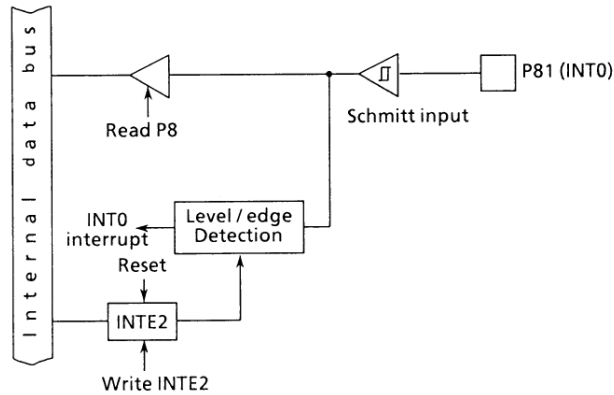 Internal data bus
P81 (INT0)
Schmitt input
Read P8
Level / edge
Detection
INT0
interrupt
Reset
INTE2
Write INTE2